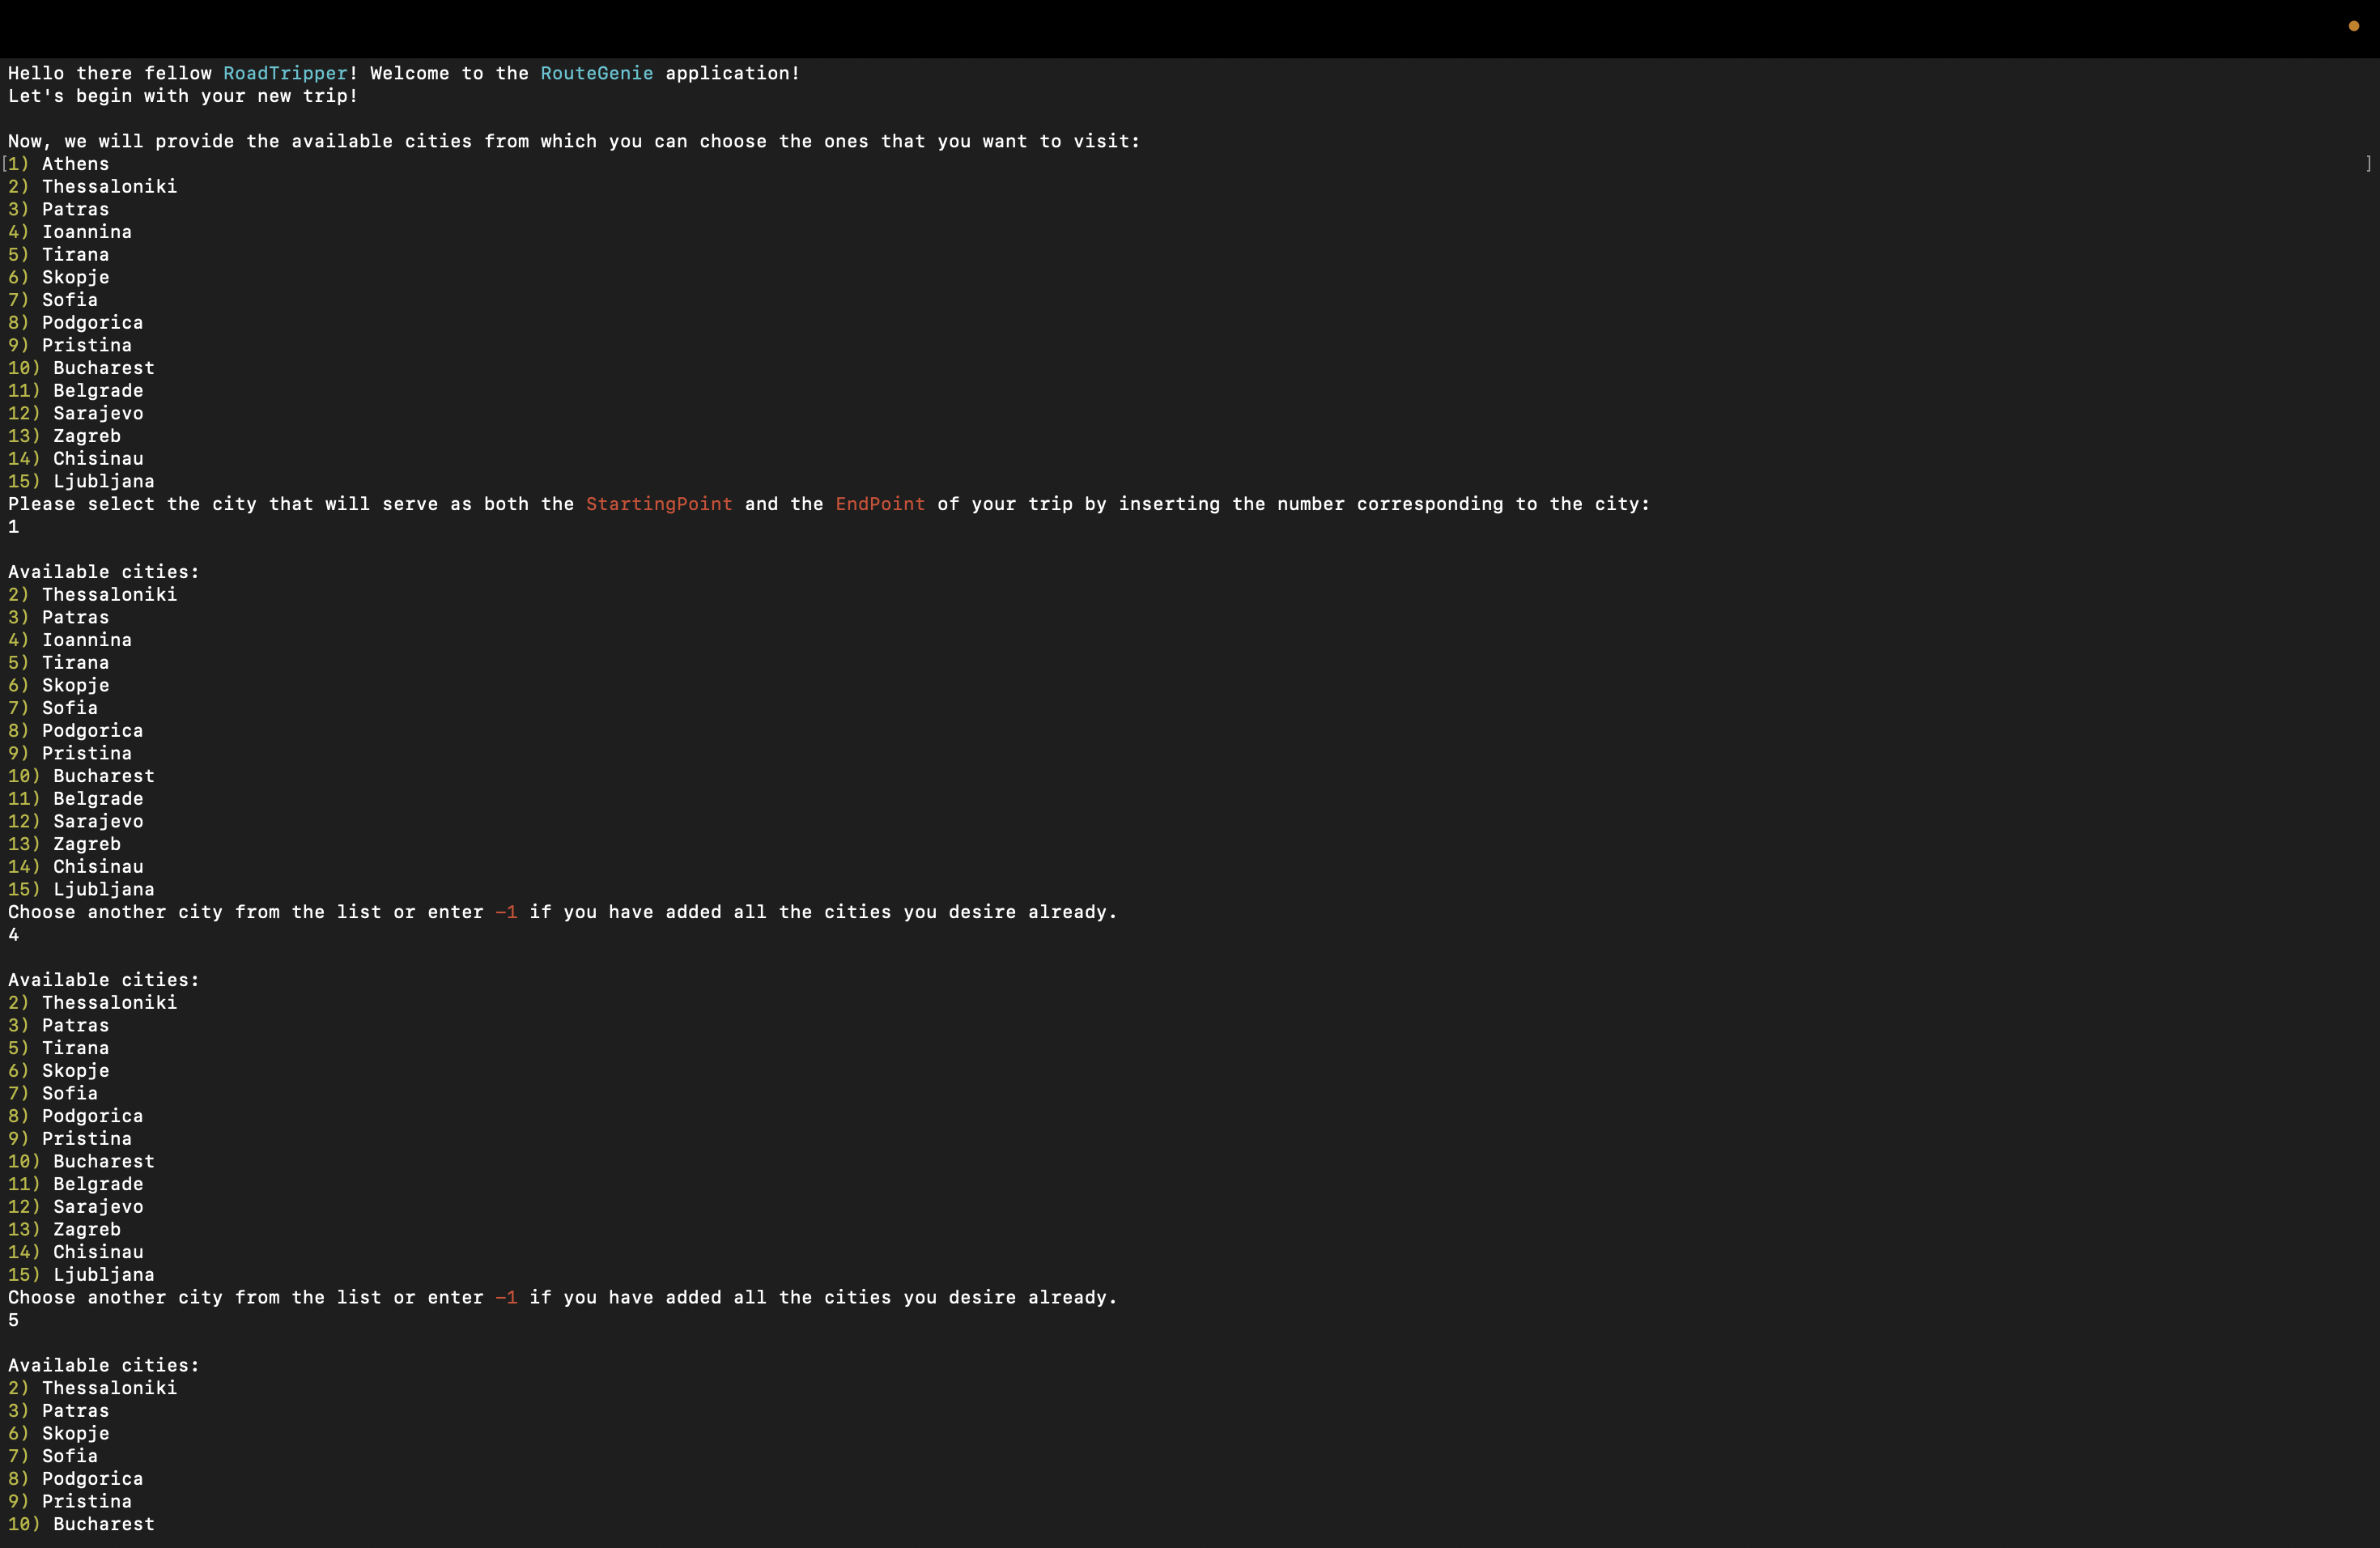 Hello there fellow RoadTripper! Welcome to the RouteGenie application!
Let's begin with your new trip!
Now, we will provide the available cities from which you can choose the ones that you want to visit:
[1) Athens ]
2) Thessaloniki
3) Patras
4) Ioannina
5) Tirana
6) Skopje
7) Sofia
8) Podgorica
9) Pristina
10) Bucharest
11) Belgrade
12) Sarajevo
13) Zagreb
14) Chisinau
15) Ljubljana
Please select the city that will serve as both the StartingPoint and the EndPoint of your trip by inserting the number corresponding to the city:
1
Available cities:
2) Thessaloniki
3) Patras
4) Ioannina
5) Tirana
6) Skopje
7) Sofia
8) Podgorica
9) Pristina
10) Bucharest
11) Belgrade
12) Sarajevo
13) Zagreb
14) Chisinau
15) Ljubljana
Choose another city from the list or enter -1 if you have added all the cities you desire already.
4
Available cities:
2) Thessaloniki
3) Patras
5) Tirana
6) Skopje
7) Sofia
8) Podgorica
9) Pristina
10) Bucharest
11) Belgrade
12) Sarajevo
13) Zagreb
14) Chisinau
15) Ljubljana
Choose another city from the list or enter -1 if you have added all the cities you desire already.
5
Available cities:
2) Thessaloniki
3) Patras
6) Skopje
7) Sofia
8) Podgorica
9) Pristina
10) Bucharest